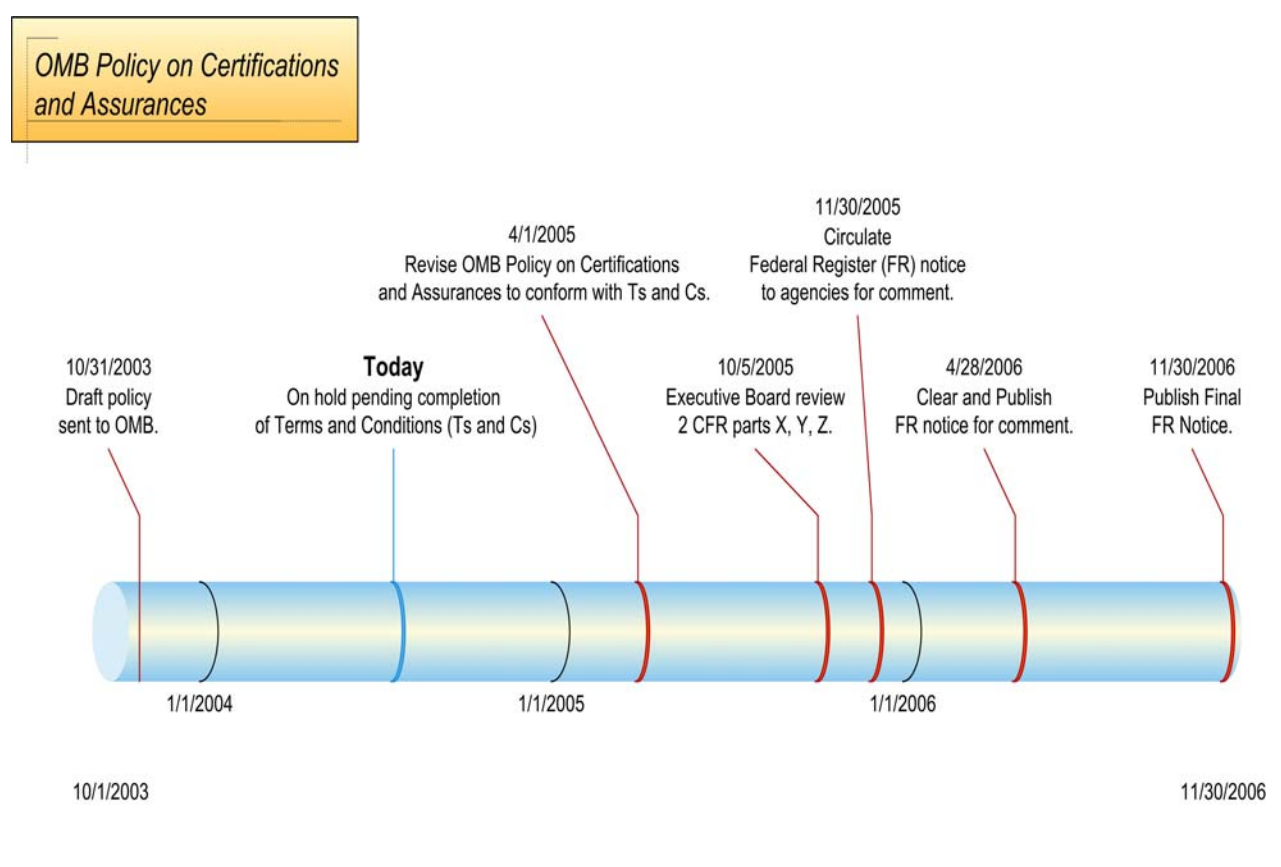 OMB Policy on Certifications
and Assurances
11/30/2005
Circulate
Federal Register (FR) notice
to agencies for comment.
4/1/2005
Revise OMB Policy on Certifications
and Assurances to conform with Ts and Cs.
10/31/2003
Draft policy
sent to OMB.
Today
On hold pending completion
of Terms and Conditions (Ts and Cs)
10/5/2005
Executive Board review
2 CFR parts X, Y, Z.
4/28/2006
Clear and Publish
FR notice for comment.
11/30/2006
Publish Final
FR Notice.
1/1/2004
1/1/2005
1/1/2006
10/1/2003
11/30/2006